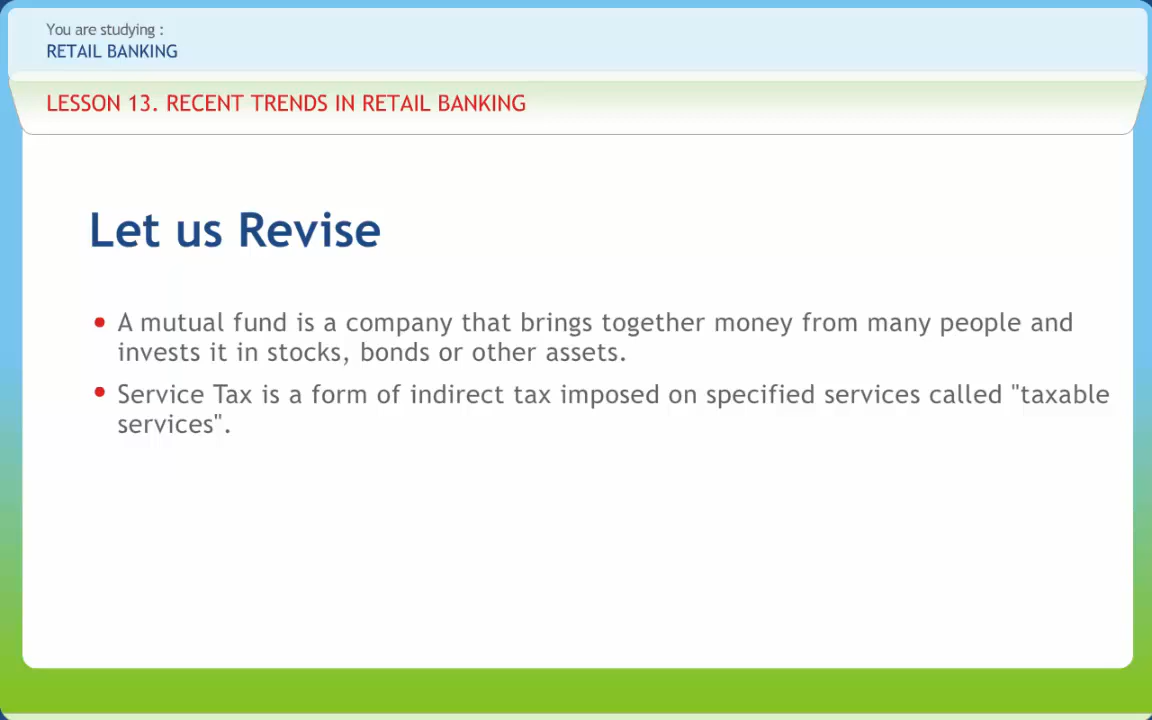 You are studying :
RETAIL BANKING
LESSON 13. RECENT TRENDS IN RETAIL BANKING
Let us Revise
• A mutual fund is a company that brings together money from many people and
invests it in stocks, bonds or other assets.
• Service Tax is a form of indirect tax imposed on specified services called "taxable
services".